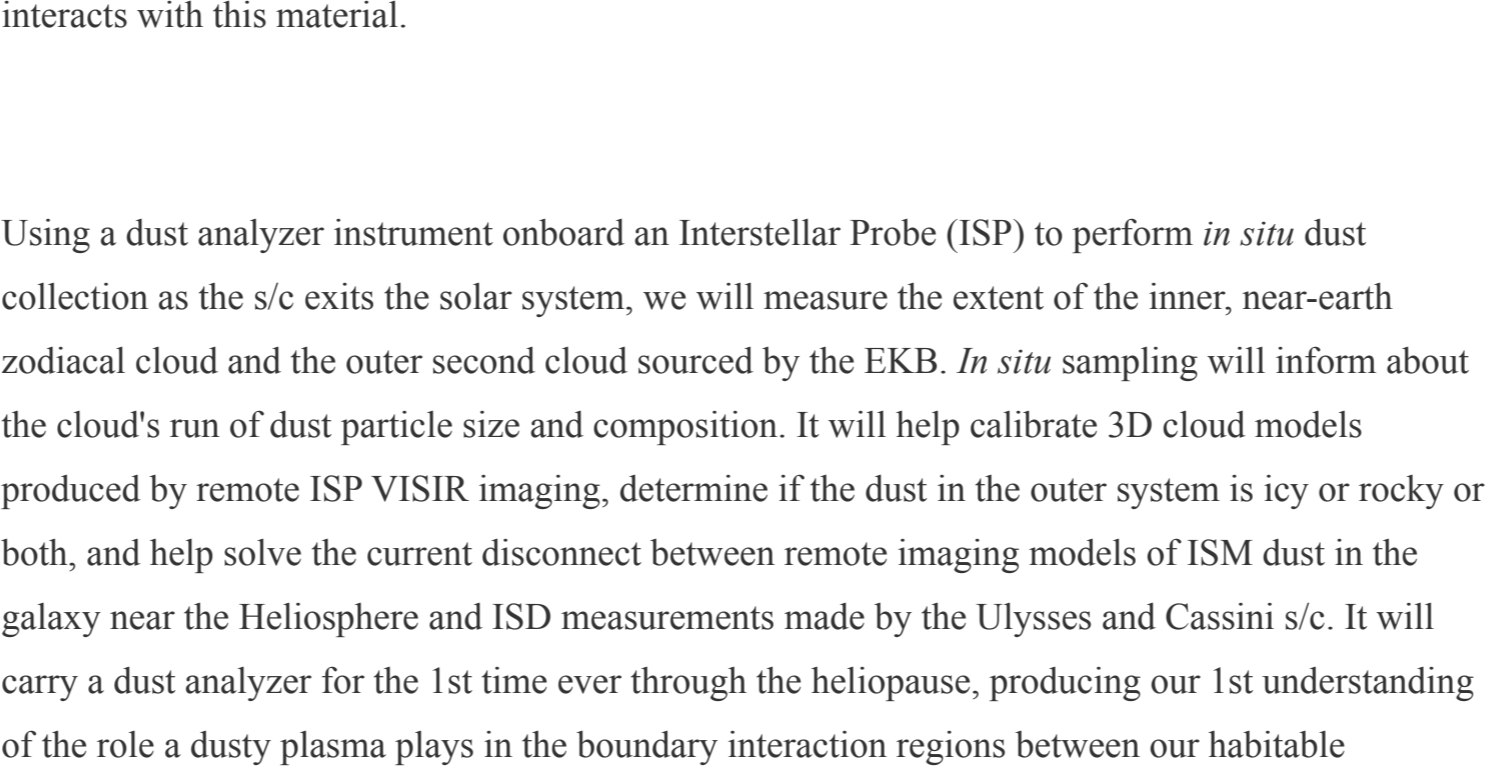 interacts with this material.
Using a dust analyzer instrument onboard an Interstellar Probe (ISP) to perform in situ dust
collection as the s/c exits the solar system, we will measure the extent of the inner, near-earth
zodiacal cloud and the outer second cloud sourced by the EKB. In situ sampling will inform about
the cloud's run of dust particle size and composition. It will help calibrate 3D cloud models
produced by remote ISP VISIR imaging, determine if the dust in the outer system is icy or rocky or
both, and help solve the current disconnect between remote imaging models of ISM dust in the
galaxy near the Heliosphere and ISD measurements made by the Ulysses and Cassini s/c. It will
carry a dust analyzer for the 1st time ever through the heliopause, producing our 1st understanding
of the role a dusty plasma plays in the boundary interaction regions between our habitable